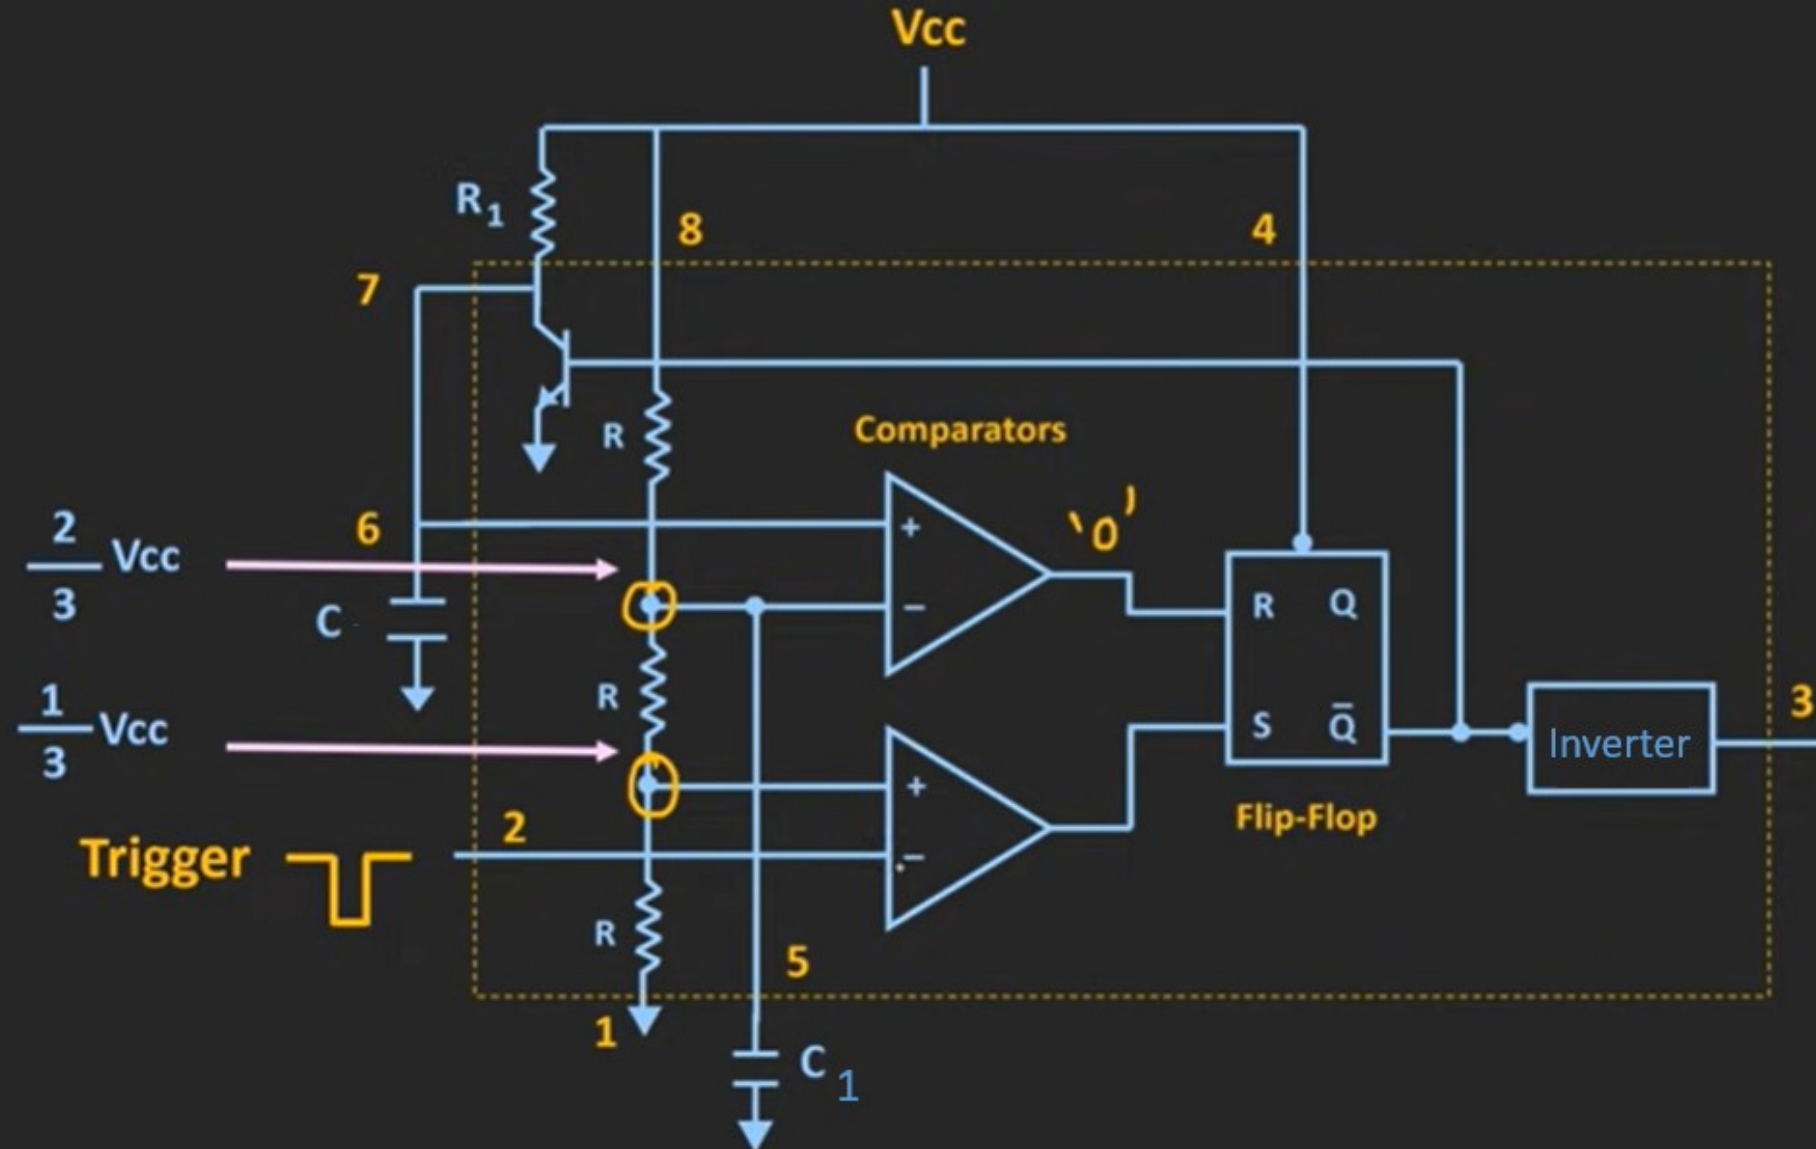 Vcc
R1
8
4
7
R
Comparators
'0'
2/3 Vcc
6
+
−
C
R Q
R
S Q̄
Inverter
3
1/3 Vcc
+
−
2
Trigger
Flip-Flop
R
5
1
C 1